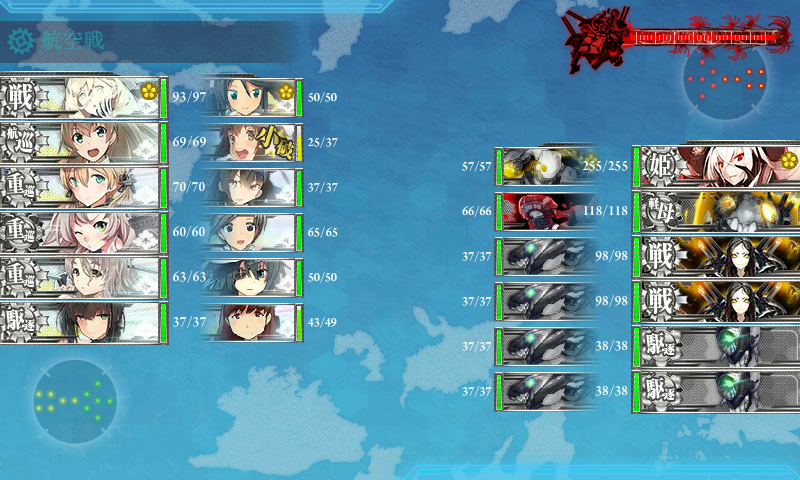 航空戦
戦 93/97 50/50
航巡 69/69 小破 25/37
重巡 70/70 37/37
重巡 60/60 65/65
重巡 63/63 50/50
駆逐 37/37 43/49
57/57 255/255 姫
66/66 118/118 軽母
37/37 98/98 戦
37/37 98/98 戦
37/37 38/38 駆逐
37/37 38/38 駆逐